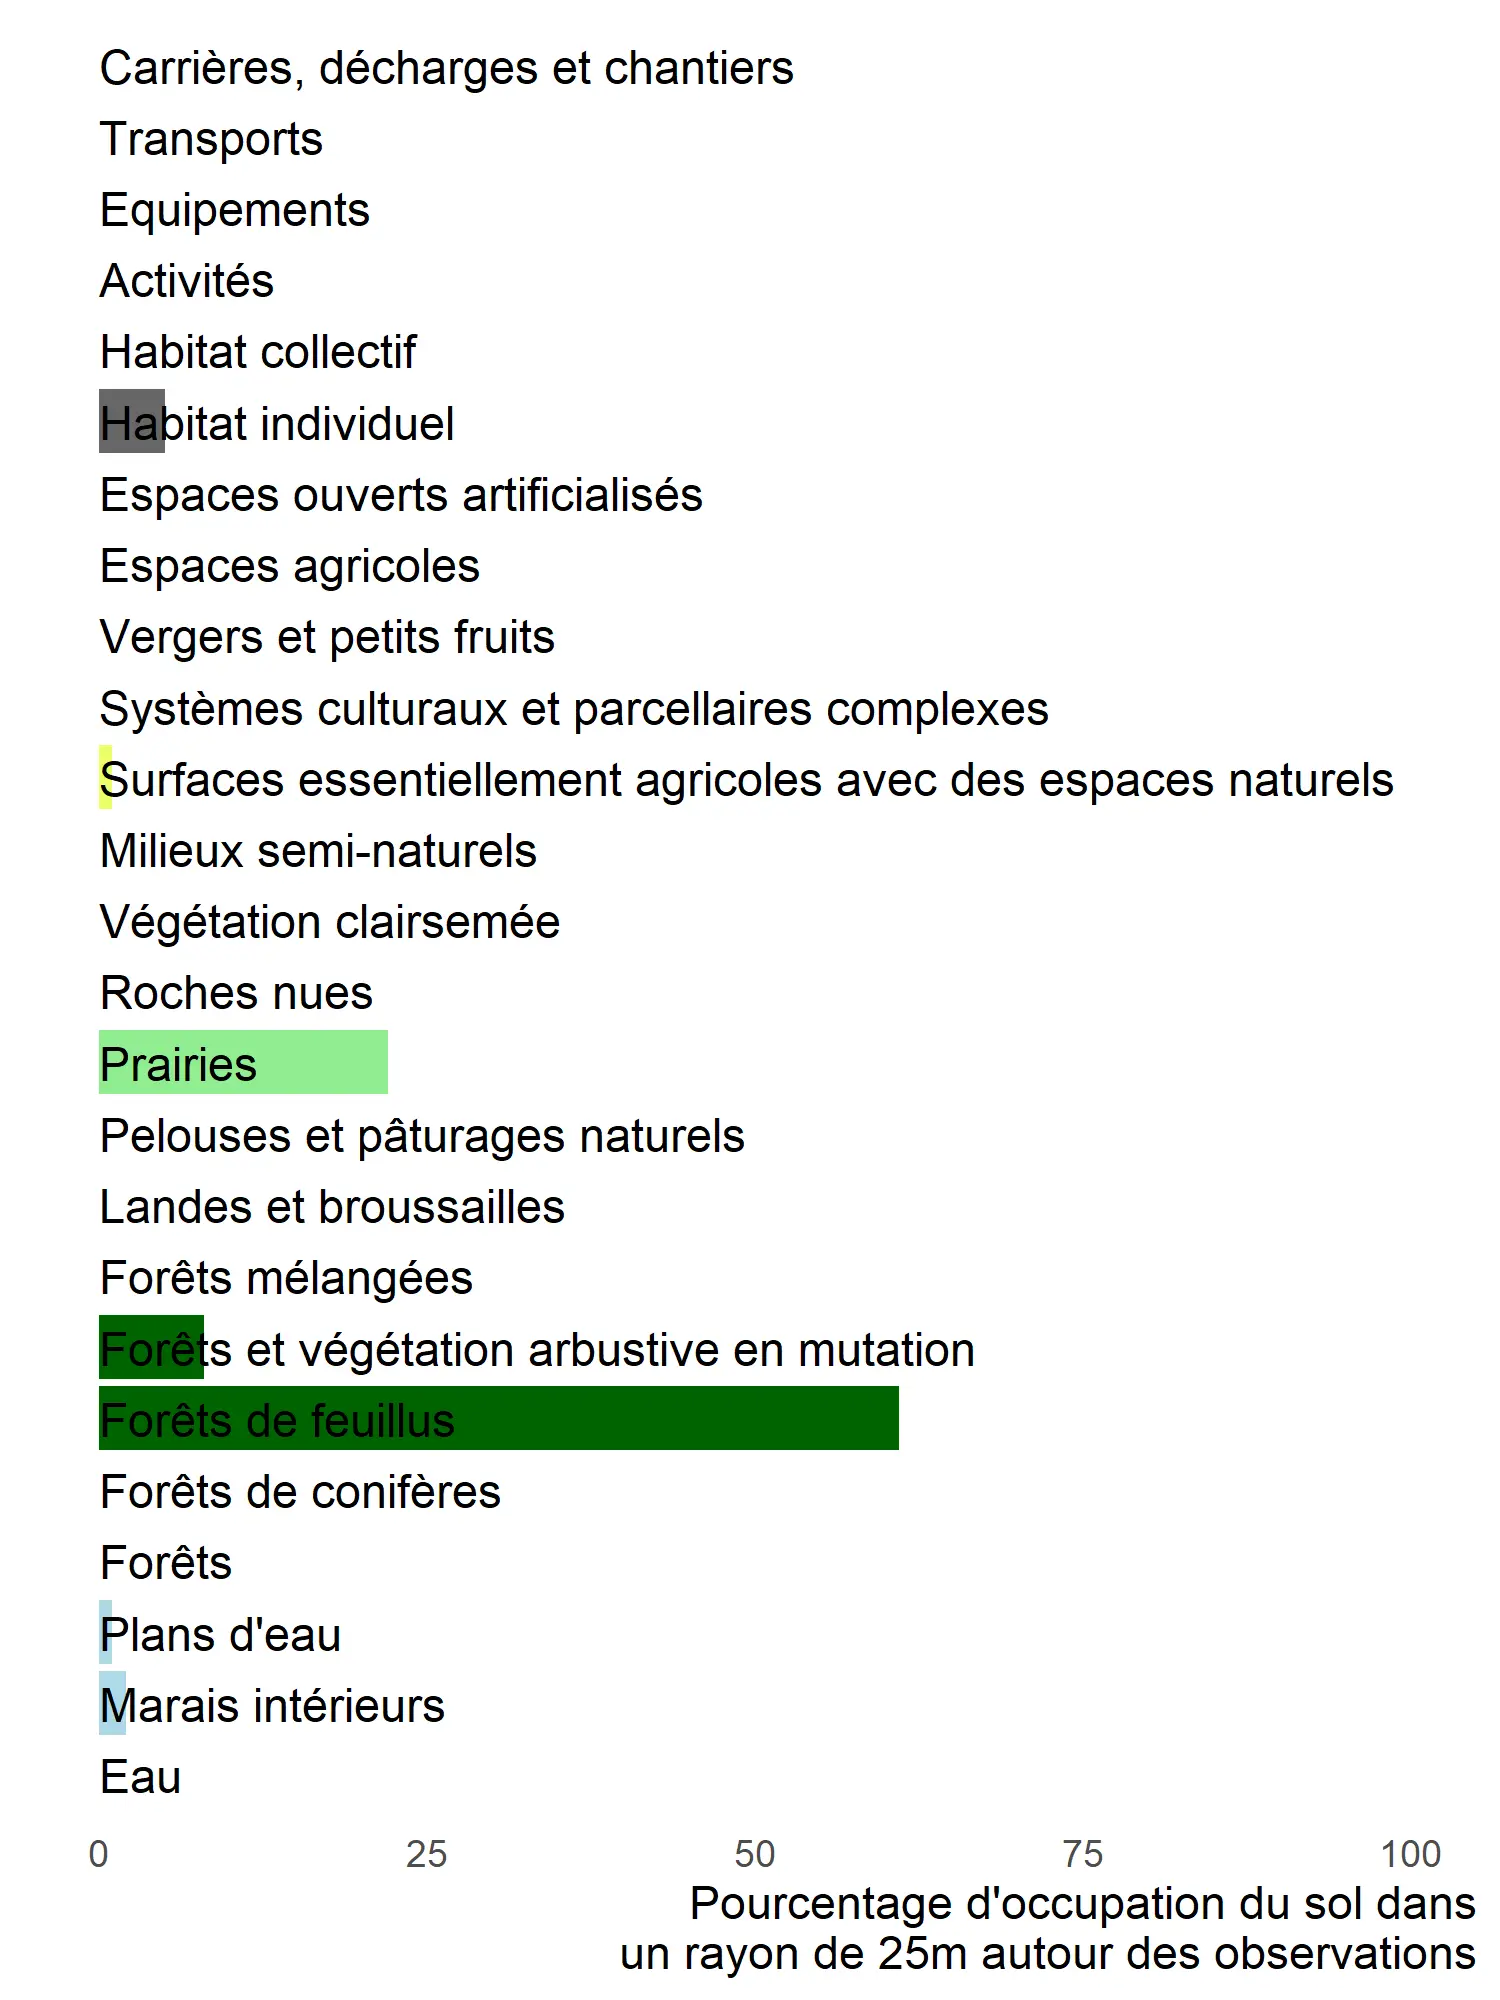 Carrières, décharges et chantiers
Transports
Equipements
Activités
Habitat collectif
Habitat individuel
Espaces ouverts artificialisés
Espaces agricoles
Vergers et petits fruits
Systèmes culturaux et parcellaires complexes
Surfaces essentiellement agricoles avec des espaces naturels
Milieux semi-naturels
Végétation clairsemée
Roches nues
Prairies
Pelouses et pâturages naturels
Landes et broussailles
Forêts mélangées
Forêts et végétation arbustive en mutation
Forêts de feuillus
Forêts de conifères
Forêts
Plans d'eau
Marais intérieurs
Eau
0 25 50 75 100
Pourcentage d'occupation du sol dans
un rayon de 25m autour des observations